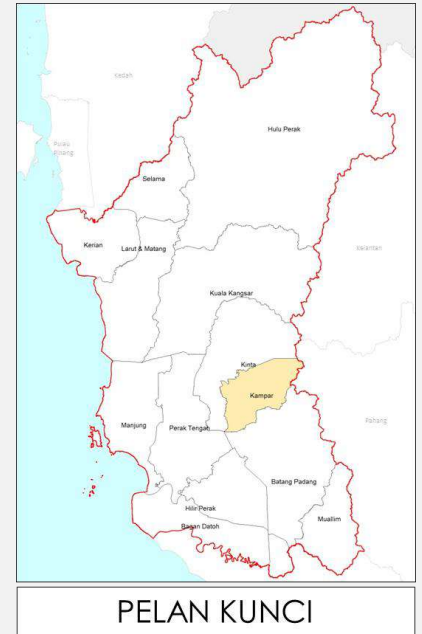 Kedah
Hulu Perak
Pulau
Pinang
Selama
Kerian
Larut & Matang
Kelantan
Kuala Kangsar
Kinta
Kampar
Manjung
Perak Tengah
Pahang
Batang Padang
Hilir Perak
Muallim
Bagan Datoh
PELAN KUNCI